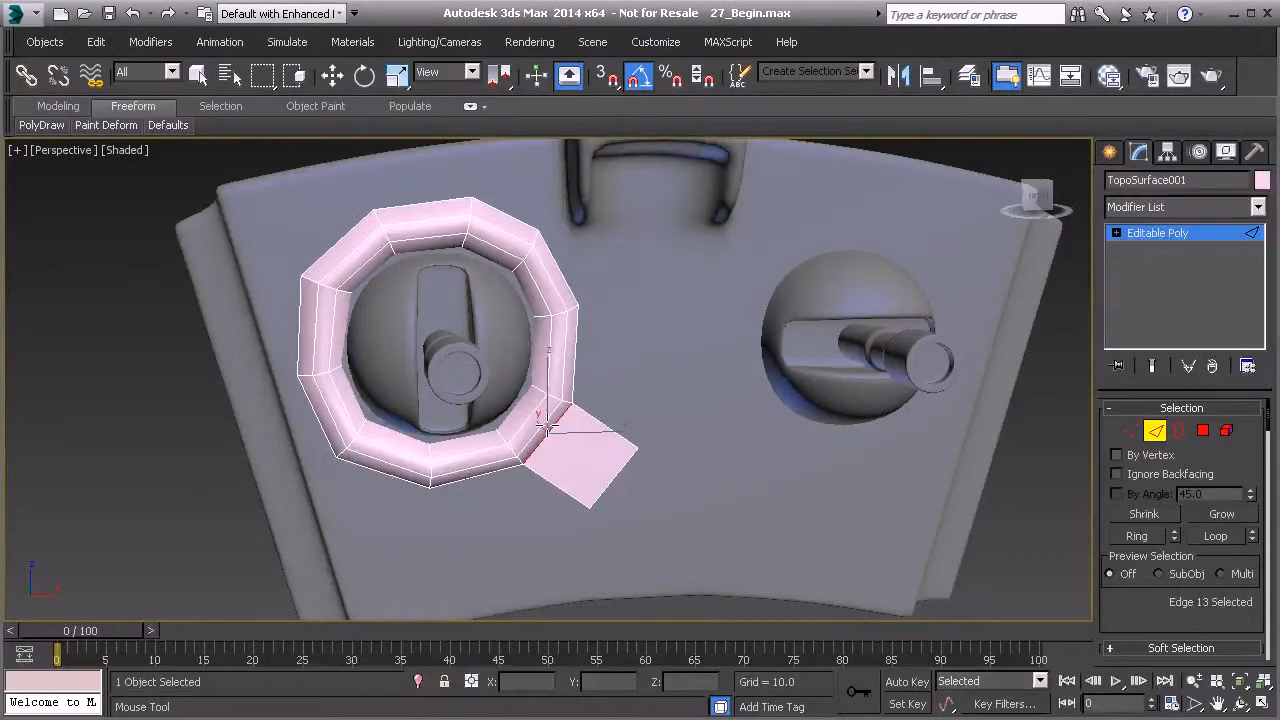 Default with Enhanced I
Autodesk 3ds Max 2014 x64 - Not for Resale 27_Begin.max
Type a keyword or phrase
Objects Edit Modifiers Animation Simulate Materials Lighting/Cameras Rendering Scene Customize MAXScript Help
All View 3 % ABC Create Selection Se
Modeling Freeform Selection Object Paint Populate
PolyDraw Paint Deform Defaults
[+] [Perspective] [Shaded]
FRONT
TopoSurface001
Modifier List
Editable Poly
z
y
z
x
Selection
By Vertex
Ignore Backfacing
By Angle: 45.0
Shrink Grow
Ring Loop
Preview Selection
Off SubObj Multi
Edge 13 Selected
Soft Selection
< 0 / 100 >
0 5 10 15 20 25 30 35 40 45 50 55 60 65 70 75 80 85 90 95 100
1 Object Selected X: Y: Z: Grid = 10.0 Auto Key Selected
Welcome to M Mouse Tool Add Time Tag Set Key Key Filters... 0